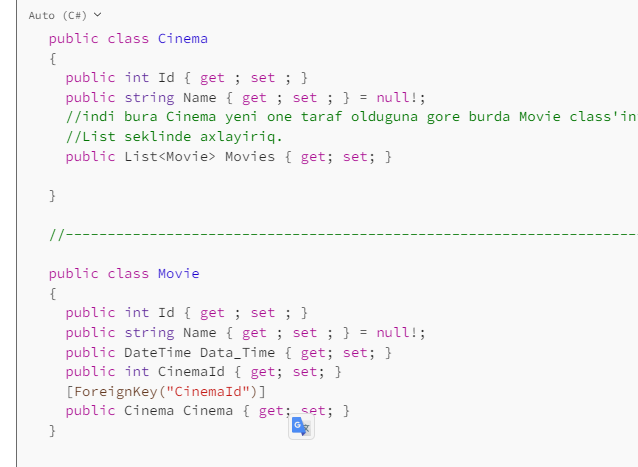 Auto (C#)
public class Cinema
{
public int Id { get ; set ; }
public string Name { get ; set ; } = null!;
//indi bura Cinema yeni one taraf olduguna gore burda Movie class'in
//List seklinde axlayiriq.
public List<Movie> Movies { get; set; }
}
//--------------------------------------------------------------------
public class Movie
{
public int Id { get ; set ; }
public string Name { get ; set ; } = null!;
public DateTime Data_Time { get; set; }
public int CinemaId { get; set; }
[ForeignKey("CinemaId")]
public Cinema Cinema { get; set; }
}